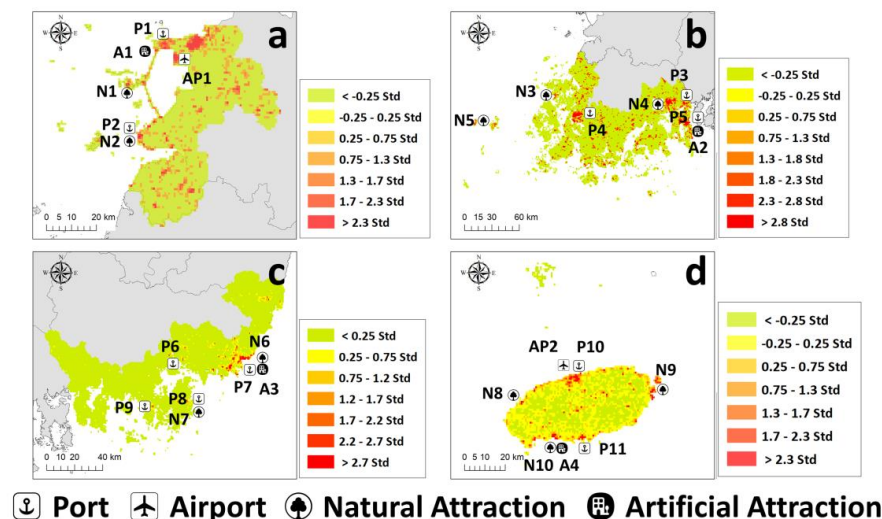 a
P1
A1
AP1
N1
P2
N2
N
W E
S
0 5 10 20 km
< -0.25 Std
-0.25 - 0.25 Std
0.25 - 0.75 Std
0.75 - 1.3 Std
1.3 - 1.7 Std
1.7 - 2.3 Std
> 2.3 Std
b
P3
N3
N4
N5
P4
P5
A2
N
W E
S
0 15 30 60 km
< -0.25 Std
-0.25 - 0.25 Std
0.25 - 0.75 Std
0.75 - 1.3 Std
1.3 - 1.8 Std
1.8 - 2.3 Std
2.3 - 2.8 Std
> 2.8 Std
c
P6
N6
P7
A3
P8
P9
N7
N
W E
S
0 10 20 40 km
< 0.25 Std
0.25 - 0.75 Std
0.75 - 1.2 Std
1.2 - 1.7 Std
1.7 - 2.2 Std
2.2 - 2.7 Std
> 2.7 Std
d
AP2 P10
N9
N8
P11
N10 A4
N
W E
S
0 5 10 20 km
< -0.25 Std
-0.25 - 0.25 Std
0.25 - 0.75 Std
0.75 - 1.3 Std
1.3 - 1.7 Std
1.7 - 2.3 Std
> 2.3 Std
Port Airport Natural Attraction Artificial Attraction